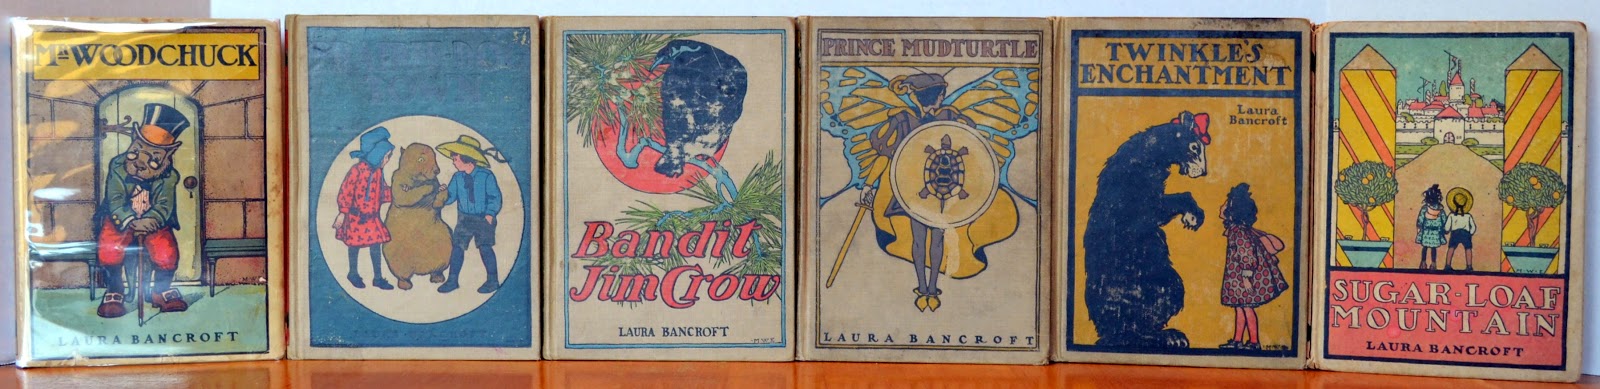 Mr WOODCHUCK
LAURA BANCROFT
Bandit
Jim Crow
LAURA BANCROFT
M.W.E
PRINCE MUDTURTLE
LAURA BANCROFT
TWINKLE'S
ENCHANTMENT
Laura
Bancroft
SUGAR-LOAF
MOUNTAIN
LAURA BANCROFT